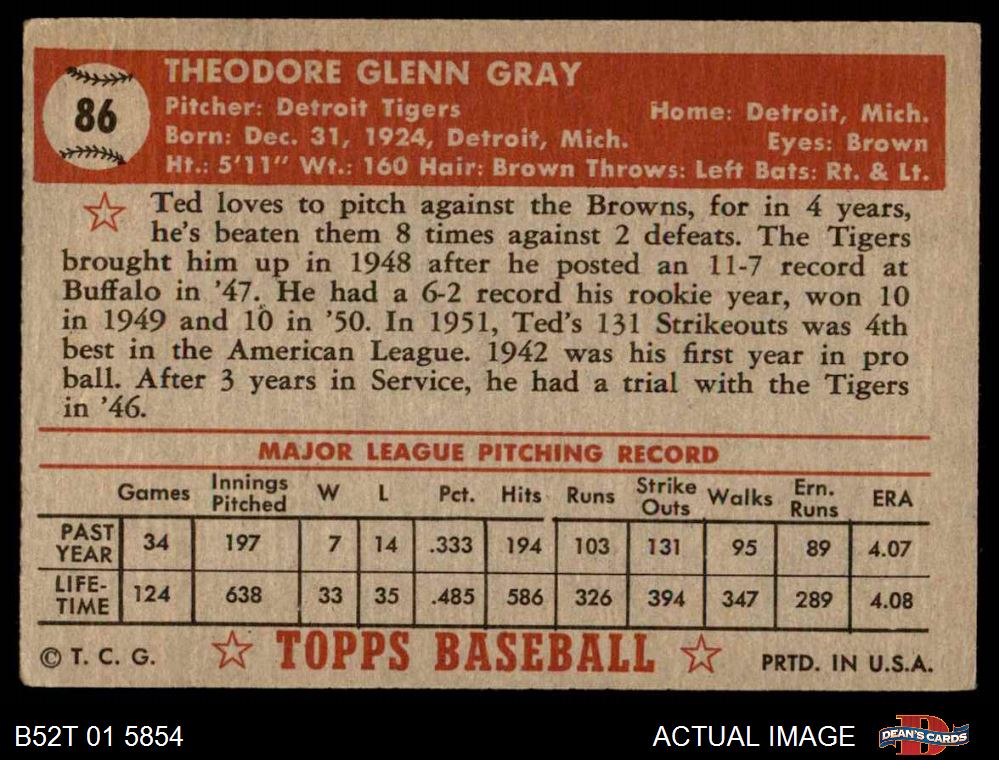 86
THEODORE GLENN GRAY
Pitcher: Detroit Tigers Home: Detroit, Mich.
Born: Dec. 31, 1924, Detroit, Mich. Eyes: Brown
Ht.: 5'11" Wt.: 160 Hair: Brown Throws: Left Bats: Rt. & Lt.
Ted loves to pitch against the Browns, for in 4 years,
he's beaten them 8 times against 2 defeats. The Tigers
brought him up in 1948 after he posted an 11-7 record at
Buffalo in '47. He had a 6-2 record his rookie year, won 10
in 1949 and 10 in '50. In 1951, Ted's 131 Strikeouts was 4th
best in the American League. 1942 was his first year in pro
ball. After 3 years in Service, he had a trial with the Tigers
in '46.
MAJOR LEAGUE PITCHING RECORD
Games Innings Pitched W L Pct. Hits Runs Strike Outs Walks Ern. Runs ERA
PAST YEAR 34 197 7 14 .333 194 103 131 95 89 4.07
LIFE-TIME 124 638 33 35 .485 586 326 394 347 289 4.08
© T. C. G. TOPPS BASEBALL PRTD. IN U.S.A.
B52T 01 5854 ACTUAL IMAGE DEAN'S CARDS